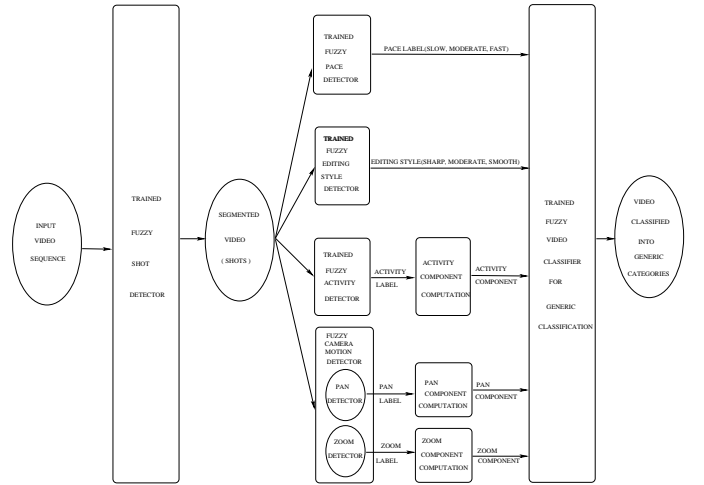 INPUT
VIDEO
SEQUENCE
TRAINED
FUZZY
SHOT
DETECTOR
SEGMENTED
VIDEO
( SHOTS )
TRAINED
FUZZY
PACE
DETECTOR
PACE LABEL(SLOW, MODERATE, FAST)
TRAINED
FUZZY
EDITING
STYLE
DETECTOR
EDITING STYLE(SHARP, MODERATE, SMOOTH)
TRAINED
FUZZY
ACTIVITY
DETECTOR
ACTIVITY
LABEL
ACTIVITY
COMPONENT
COMPUTATION
ACTIVITY
COMPONENT
FUZZY
CAMERA
MOTION
DETECTOR
PAN
DETECTOR
PAN
LABEL
PAN
COMPONENT
COMPUTATION
PAN
COMPONENT
ZOOM
DETECTOR
ZOOM
LABEL
ZOOM
COMPONENT
COMPUTATION
ZOOM
COMPONENT
TRAINED
FUZZY
VIDEO
CLASSIFIER
FOR
GENERIC
CLASSIFICATION
VIDEO
CLASSIFIED
INTO
GENERIC
CATEGORIES